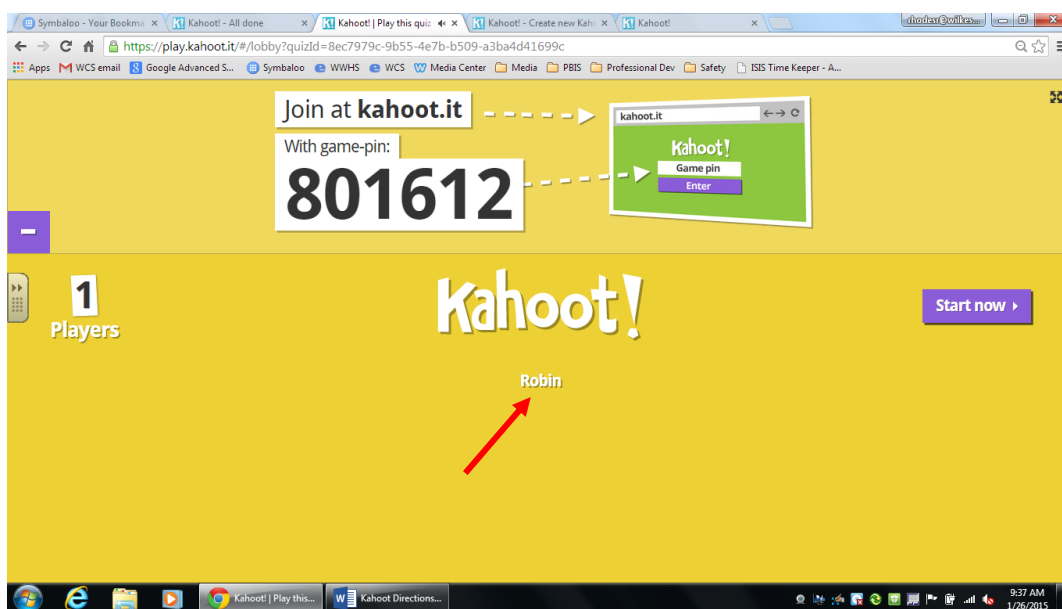 Symbaloo - Your Bookma
Kahoot! - All done
Kahoot! | Play this quiz
Kahoot! - Create new Kah
Kahoot!
https://play.kahoot.it/#/lobby?quizId=8ec7979c-9b55-4e7b-b509-a3ba4d41699c
Apps
WCS email
Google Advanced S...
Symbaloo
WWHS
WCS
Media Center
Media
PBIS
Professional Dev
Safety
ISIS Time Keeper - A...
Join at kahoot.it
With game-pin:
801612
kahoot.it
Kahoot!
Game pin
Enter
1
Players
Kahoot!
Start now
Robin
Kahoot! | Play this...
Kahoot Directions...
9:37 AM
1/26/2015